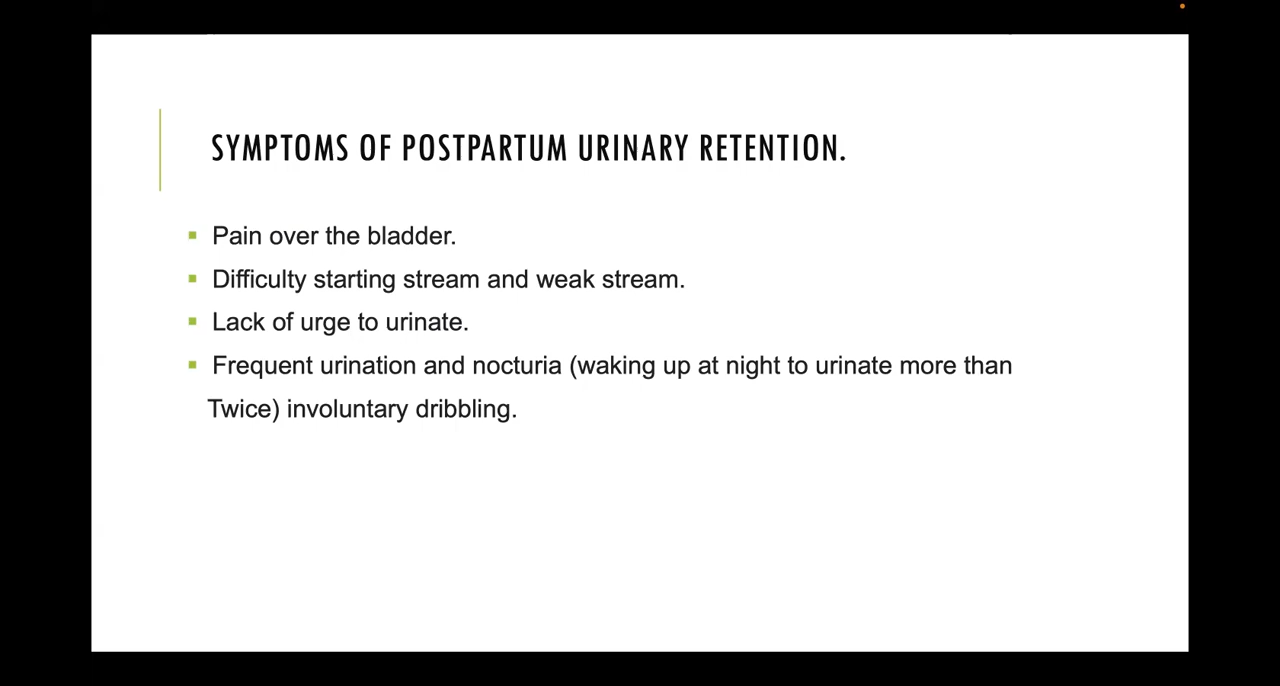 SYMPTOMS OF POSTPARTUM URINARY RETENTION.
Pain over the bladder.
Difficulty starting stream and weak stream.
Lack of urge to urinate.
Frequent urination and nocturia (waking up at night to urinate more than
Twice) involuntary dribbling.